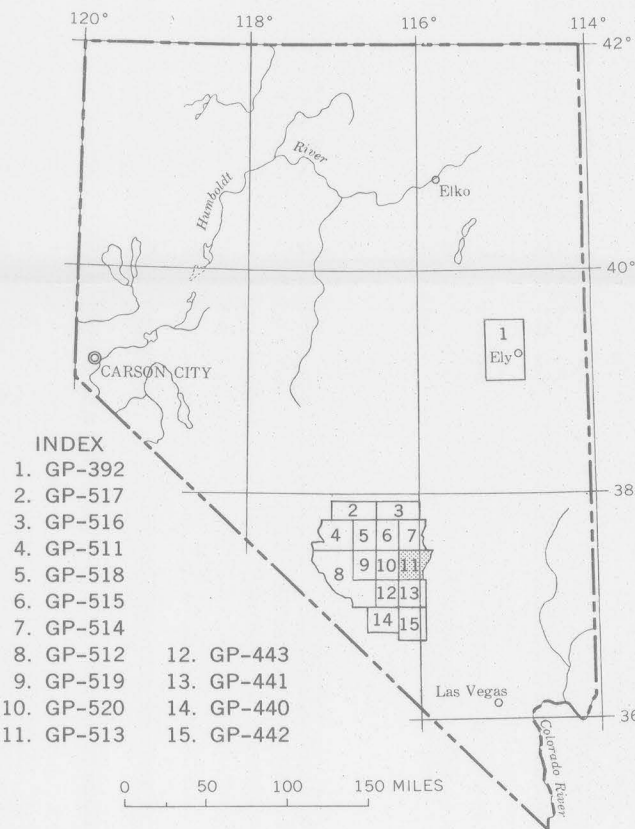 120°
118°
116°
114°
42°
Humboldt
River
Elko
40°
1
Ely
CARSON CITY
38°
2
3
4
5
6
7
8
9
10
11
12
13
14
15
Las Vegas
36°
Colorado River
INDEX
1. GP-392
2. GP-517
3. GP-516
4. GP-511
5. GP-518
6. GP-515
7. GP-514
8. GP-512
9. GP-519
10. GP-520
11. GP-513
12. GP-443
13. GP-441
14. GP-440
15. GP-442
0 50 100 150 MILES